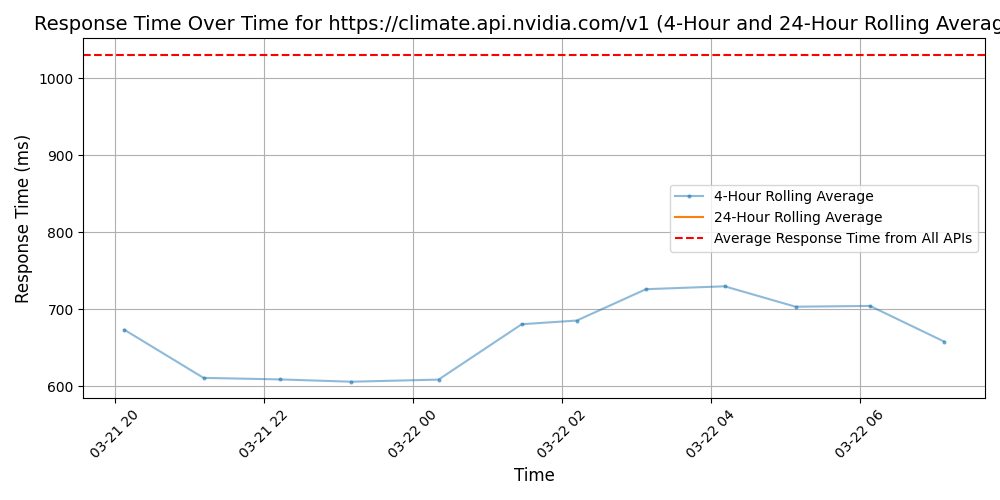 Response Time Over Time for https://climate.api.nvidia.com/v1 (4-Hour and 24-Hour Rolling Averag
Response Time (ms)
1000
900
800
700
600
4-Hour Rolling Average
24-Hour Rolling Average
Average Response Time from All APIs
03-21 20
03-21 22
03-22 00
03-22 02
03-22 04
03-22 06
Time